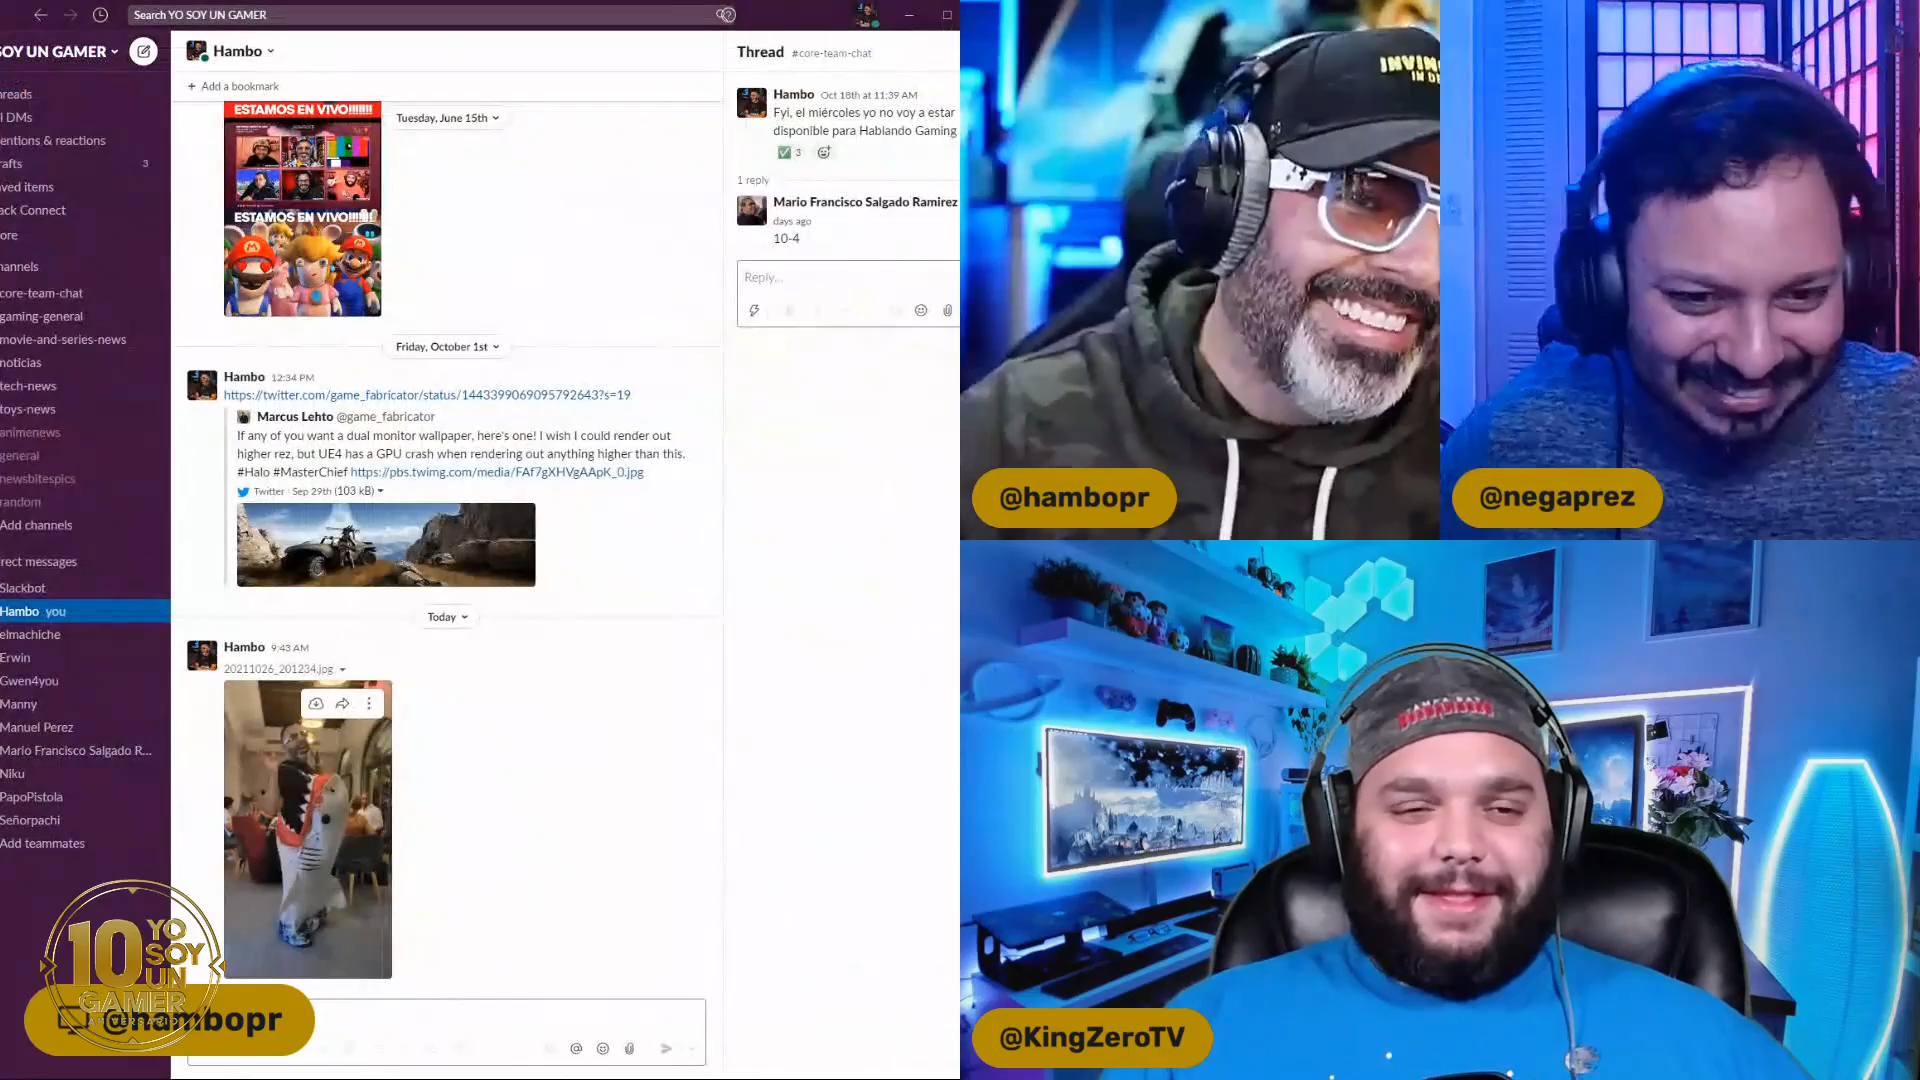 Search YO SOY UN GAMER
SOY UN GAMER
reads
l DMs
entions & reactions
rafts 3
aved items
ack Connect
ore
hannels
core-team-chat
gaming-general
movie-and-series-news
noticias
tech-news
toys-news
animenews
general
newsbitespics
random
Add channels
rect messages
Slackbot
Hambo you
elmachiche
Erwin
Gwen4you
Manny
Manuel Perez
Mario Francisco Salgado R...
Niku
PapoPistola
Señorpachi
Add teammates
Hambo
+ Add a bookmark
ESTAMOS EN VIVO!!!!!!!
ESTAMOS EN VIVO!!!!!!!
Tuesday, June 15th
Friday, October 1st
Hambo 12:34 PM
https://twitter.com/game_fabricator/status/1443399069095792643?s=19
Marcus Lehto @game_fabricator
If any of you want a dual monitor wallpaper, here's one! I wish I could render out
higher rez, but UE4 has a GPU crash when rendering out anything higher than this.
#Halo #MasterChief https://pbs.twimg.com/media/FAf7gXHVgAApK_0.jpg
Twitter Sep 29th (103 kB)
Today
Hambo 9:43 AM
20211026_201234.jpg
Thread #core-team-chat
Hambo Oct 18th at 11:39 AM
Fyi, el miércoles yo no voy a estar
disponible para Hablando Gaming
3
1 reply
Mario Francisco Salgado Ramirez
days ago
10-4
Reply...
INVIN
IN DE
@hambopr
@negaprez
BUCCANEERS
@KingZeroTV
10 YO
SOY
UN
GAMER
ANIVERSARIO
@hambopr